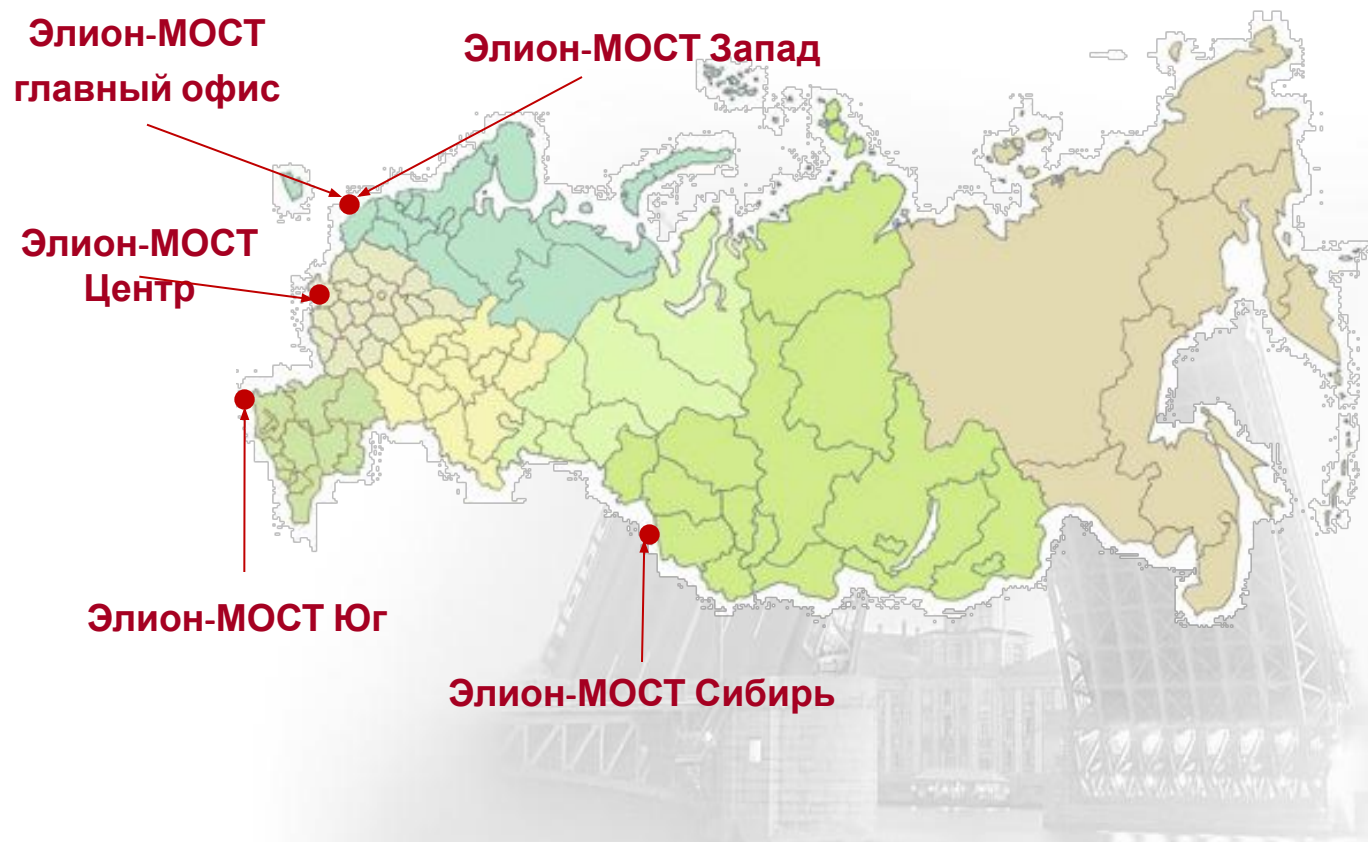 Элион-МОСТ
главный офис
Элион-МОСТ Запад
Элион-МОСТ
Центр
Элион-МОСТ Юг
Элион-МОСТ Сибирь